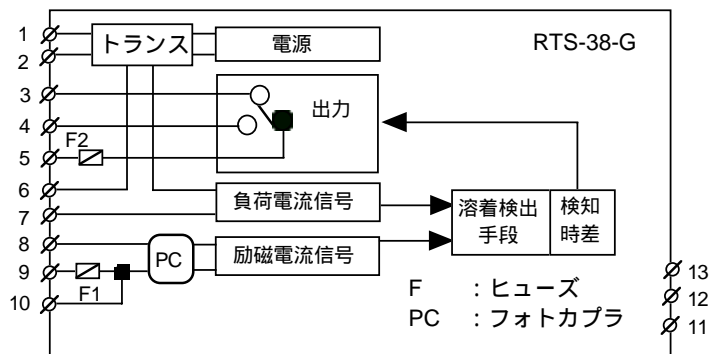 1
トランス
電源
RTS-38-G
2
3
出力
4
F2
5
6
負荷電流信号
溶着検出
手段
検知
時差
7
8
PC
励磁電流信号
9
F1
10
F : ヒューズ
PC : フォトカプラ
13
12
11